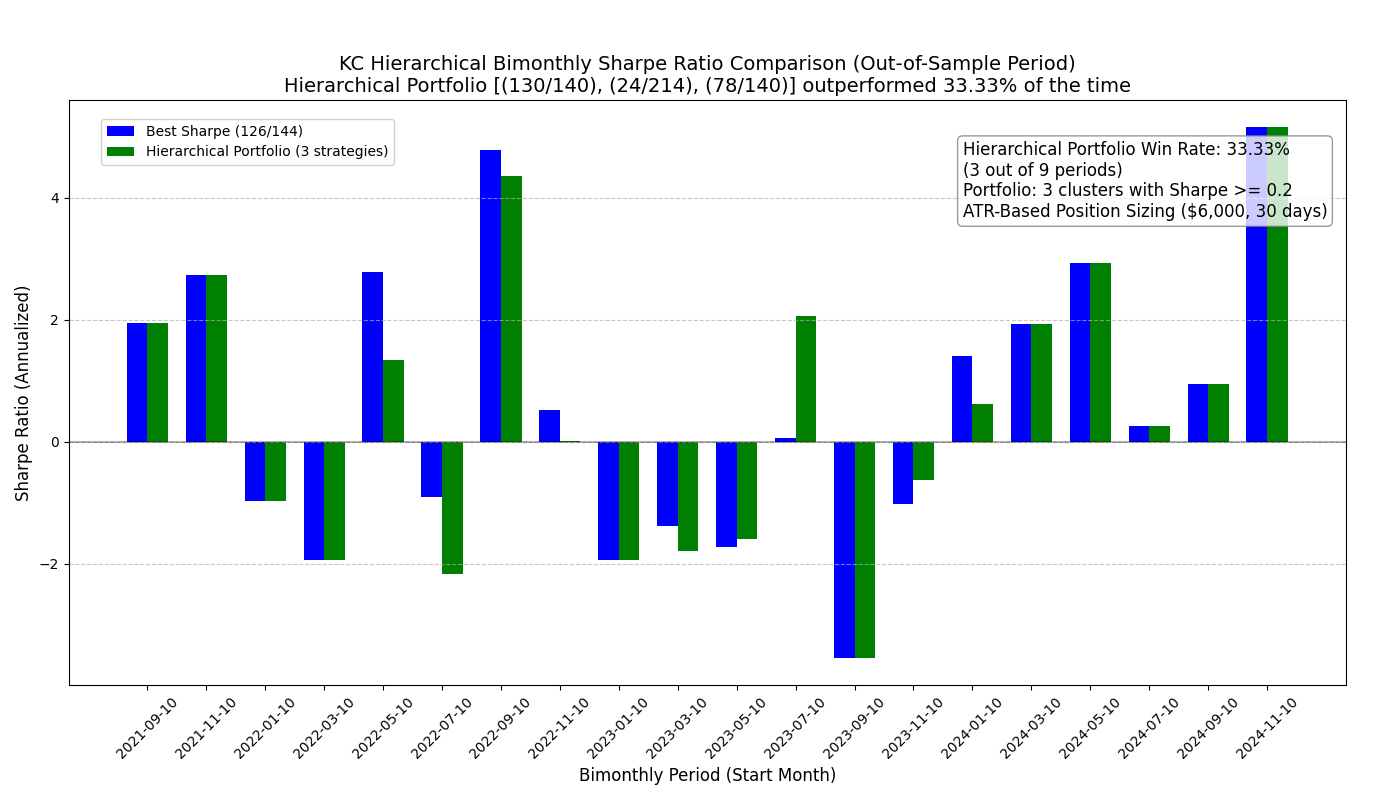 KC Hierarchical Bimonthly Sharpe Ratio Comparison (Out-of-Sample Period)
Hierarchical Portfolio [(130/140), (24/214), (78/140)] outperformed 33.33% of the time
Best Sharpe (126/144)
Hierarchical Portfolio (3 strategies)
Hierarchical Portfolio Win Rate: 33.33%
(3 out of 9 periods)
Portfolio: 3 clusters with Sharpe >= 0.2
ATR-Based Position Sizing ($6,000, 30 days)
Sharpe Ratio (Annualized)
4
2
0
−2
2021-09-10
2021-11-10
2022-01-10
2022-03-10
2022-05-10
2022-07-10
2022-09-10
2022-11-10
2023-01-10
2023-03-10
2023-05-10
2023-07-10
2023-09-10
2023-11-10
2024-01-10
2024-03-10
2024-05-10
2024-07-10
2024-09-10
2024-11-10
Bimonthly Period (Start Month)